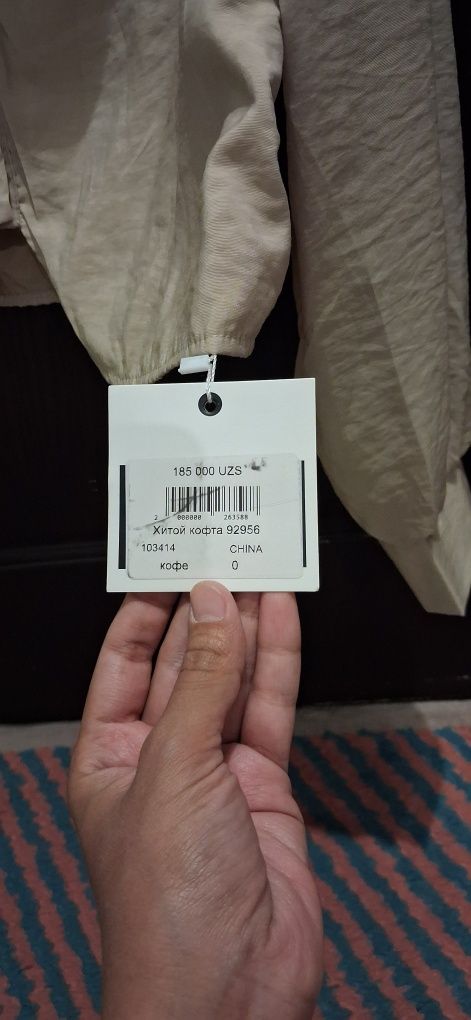 185 000 UZS
2 000000 263588
Хитой кофта 92956
103414 CHINA
кофе 0